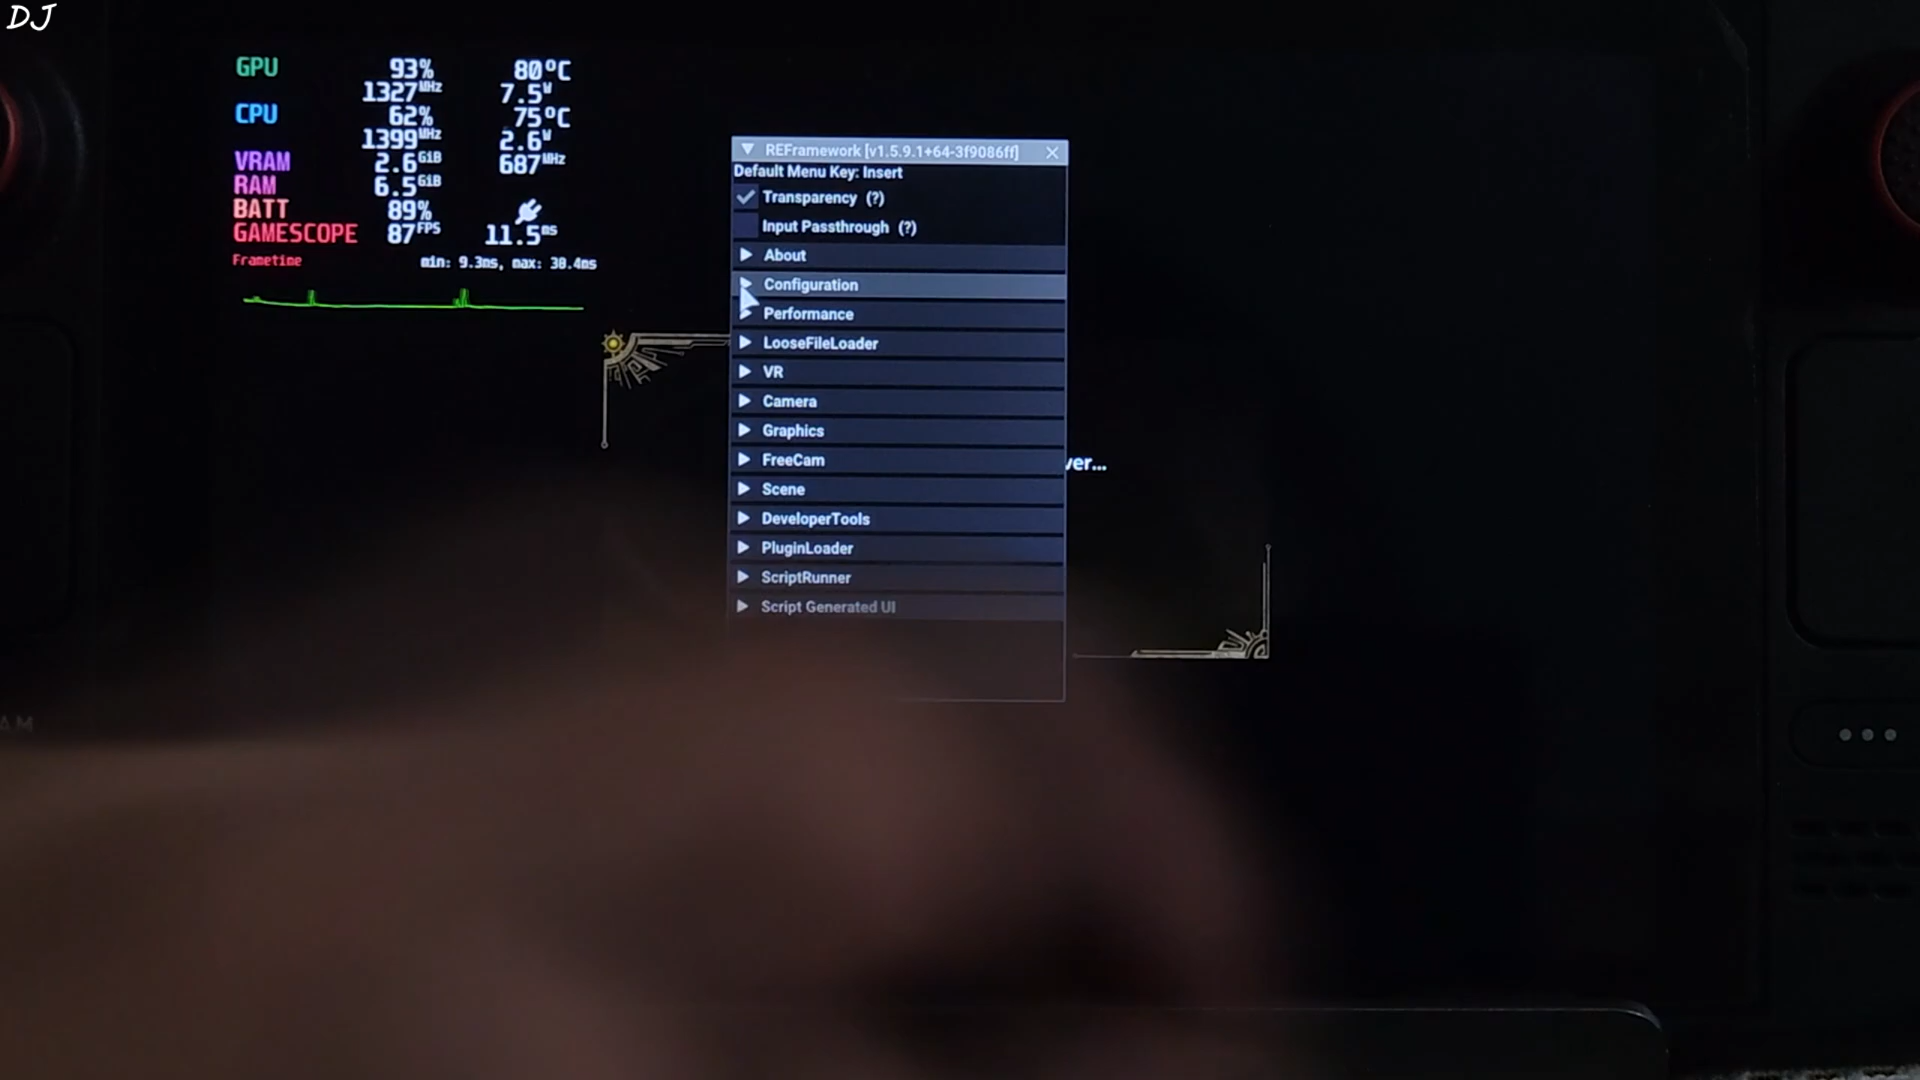 DJ
GPU 93% 80°C
1327MHz 7.5W
CPU 62% 75°C
1399MHz 2.6W
VRAM 2.6GiB 687MHz
RAM 6.5GiB
BATT 89%
GAMESCOPE 87FPS 11.5ms
Frametime min: 9.3ms, max: 30.4ms
REFramework [v1.5.9.1+64-3f9086ff]
Default Menu Key: Insert
Transparency (?)
Input Passthrough (?)
About
Configuration
Performance
LooseFileLoader
VR
Camera
Graphics
FreeCam
ver...
Scene
DeveloperTools
PluginLoader
ScriptRunner
Script Generated UI
AM